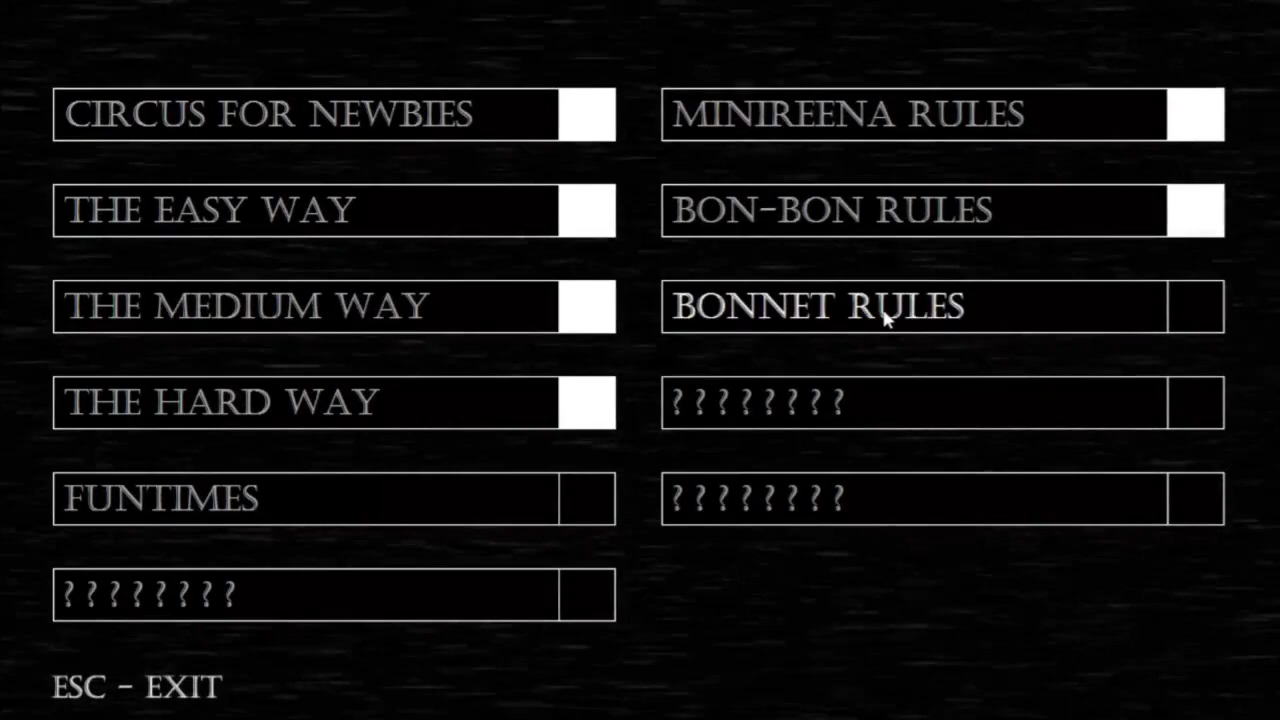 CIRCUS FOR NEWBIES
THE EASY WAY
THE MEDIUM WAY
THE HARD WAY
FUNTIMES
? ? ? ? ? ? ? ?
MINIREENA RULES
BON-BON RULES
BONNET RULES
? ? ? ? ? ? ? ?
? ? ? ? ? ? ? ?
ESC - EXIT